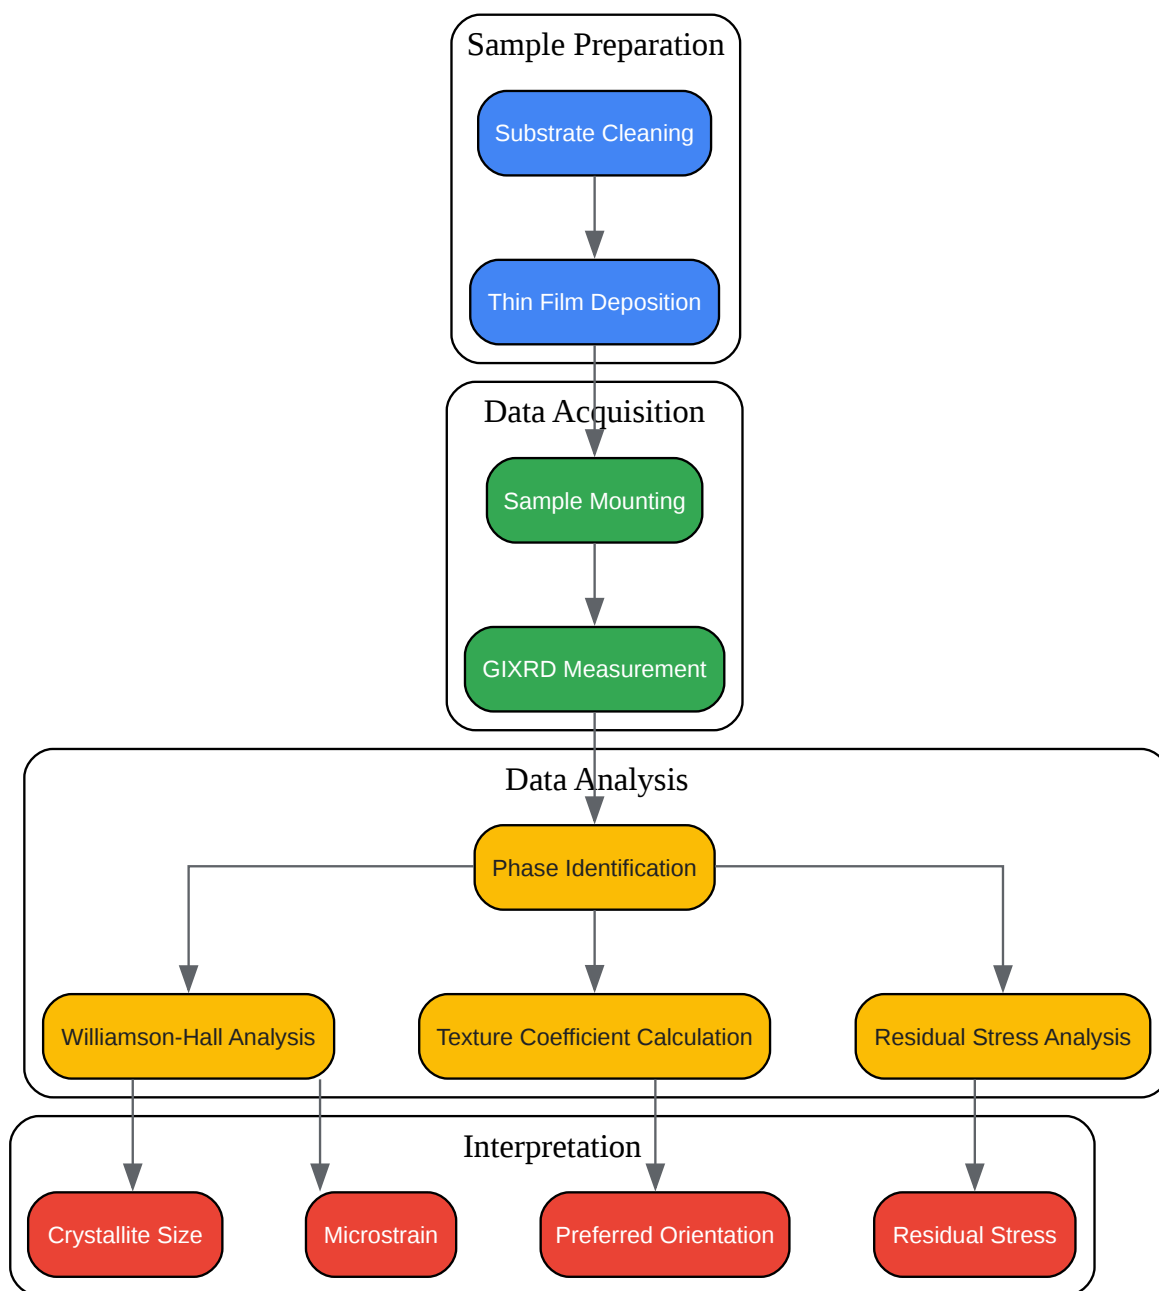 Sample Preparation
Substrate Cleaning
Thin Film Deposition
Data Acquisition
Sample Mounting
GIXRD Measurement
Data Analysis
Phase Identification
Williamson-Hall Analysis
Texture Coefficient Calculation
Residual Stress Analysis
Interpretation
Crystallite Size
Microstrain
Preferred Orientation
Residual Stress